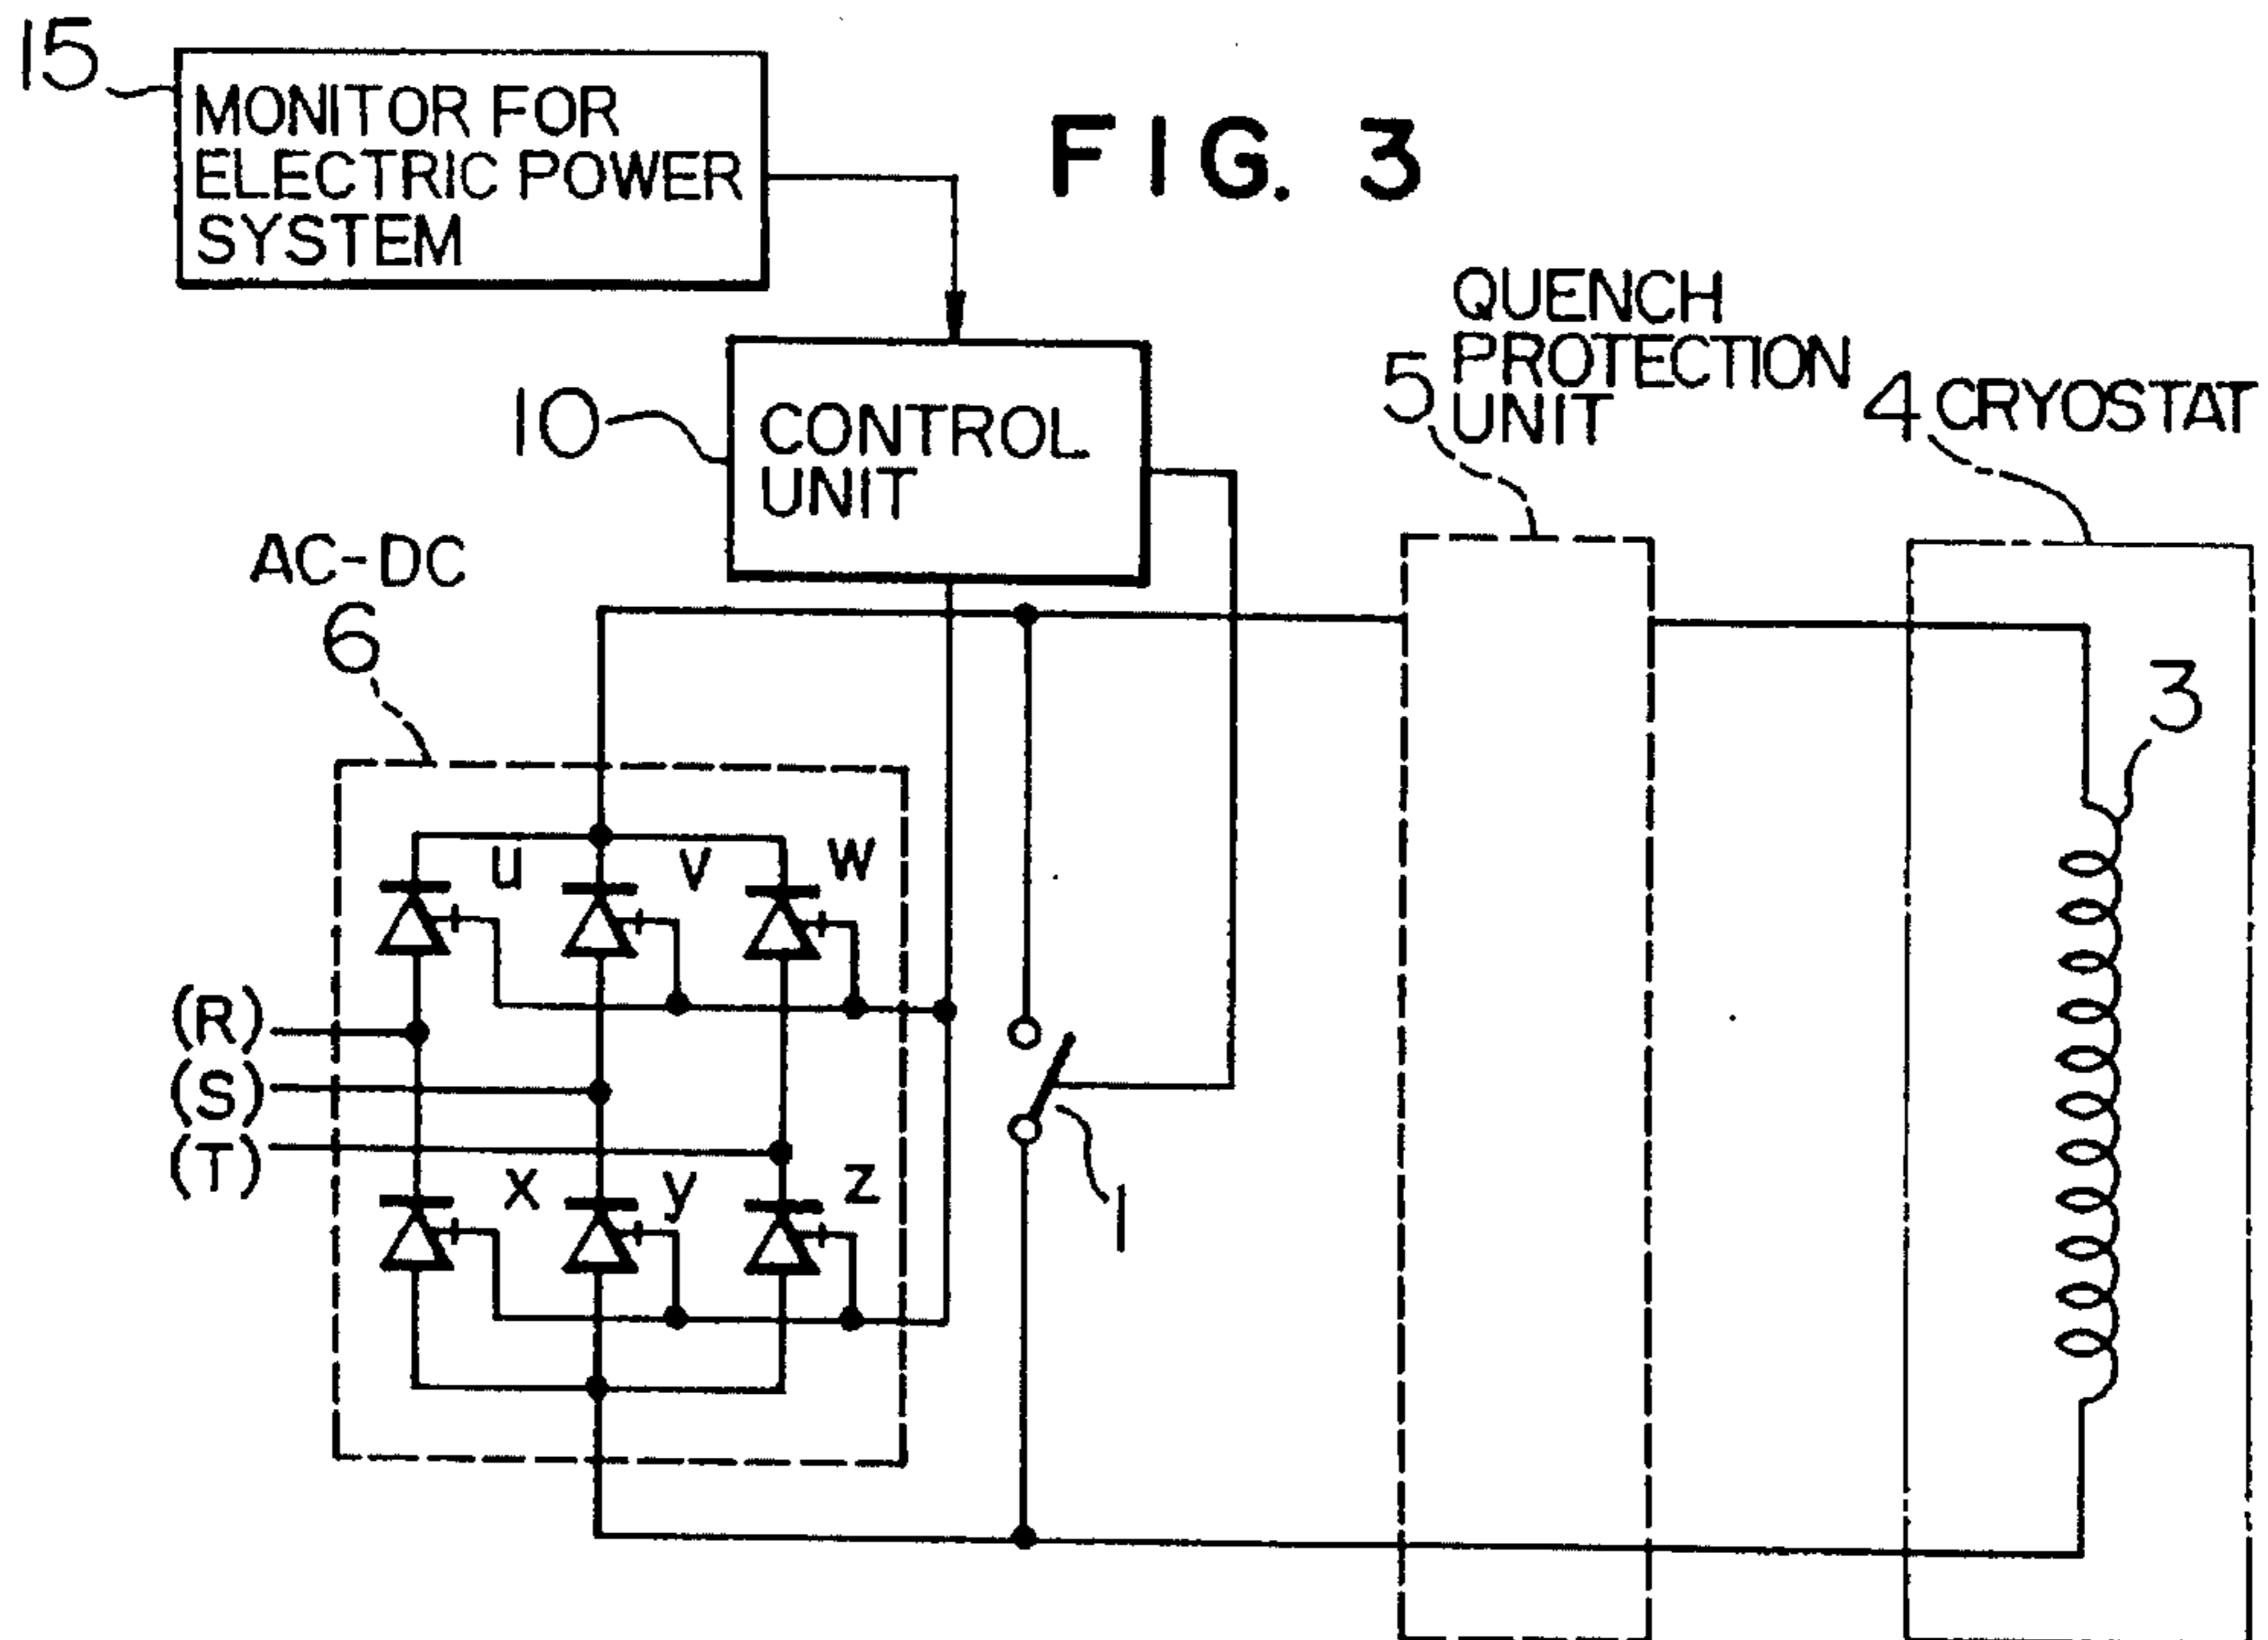 15
MONITOR FOR
ELECTRIC POWER
SYSTEM
FIG. 3
QUENCH
5 PROTECTION
UNIT
4 CRYOSTAT
10
CONTROL
UNIT
AC-DC
6
3
u v w
(R)
(S)
(T)
x y z
1